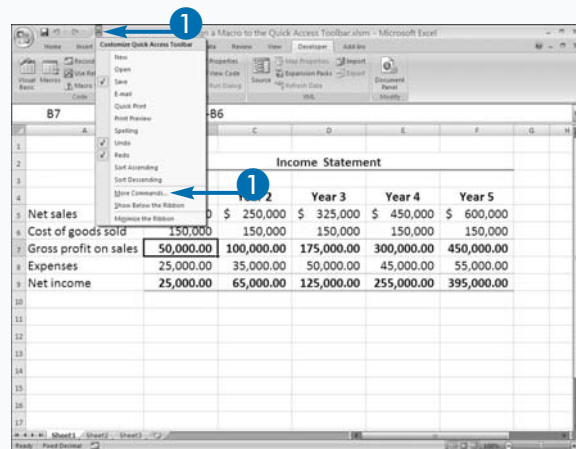 1
n a Macro to the Quick Access Toolbar.xlsm - Microsoft Excel
Home Insert Data Review View Developer Add-Ins
Customize Quick Access Toolbar
New
Open
Save
E-mail
Quick Print
Print Preview
Spelling
Undo
Redo
Sort Ascending
Sort Descending
More Commands...
Show Below the Ribbon
Minimize the Ribbon
1
Visual Basic Macros Record Use Rel Macro
Code
Properties View Code Run Dialog
Source Map Properties Expansion Packs Refresh Data Import Export
XML
Document Panel
Modify
B7 -B6
A C D E F G H
1
2 Income Statement
3
4 Year 2 Year 3 Year 4 Year 5
5 Net sales 0 $ 250,000 $ 325,000 $ 450,000 $ 600,000
6 Cost of goods sold 150,000 150,000 150,000 150,000 150,000
7 Gross profit on sales 50,000.00 100,000.00 175,000.00 300,000.00 450,000.00
8 Expenses 25,000.00 35,000.00 50,000.00 45,000.00 55,000.00
9 Net income 25,000.00 65,000.00 125,000.00 255,000.00 395,000.00
10
11
12
13
14
15
16
17
Sheet1 Sheet2 Sheet3
Ready Fixed Decimal 100%